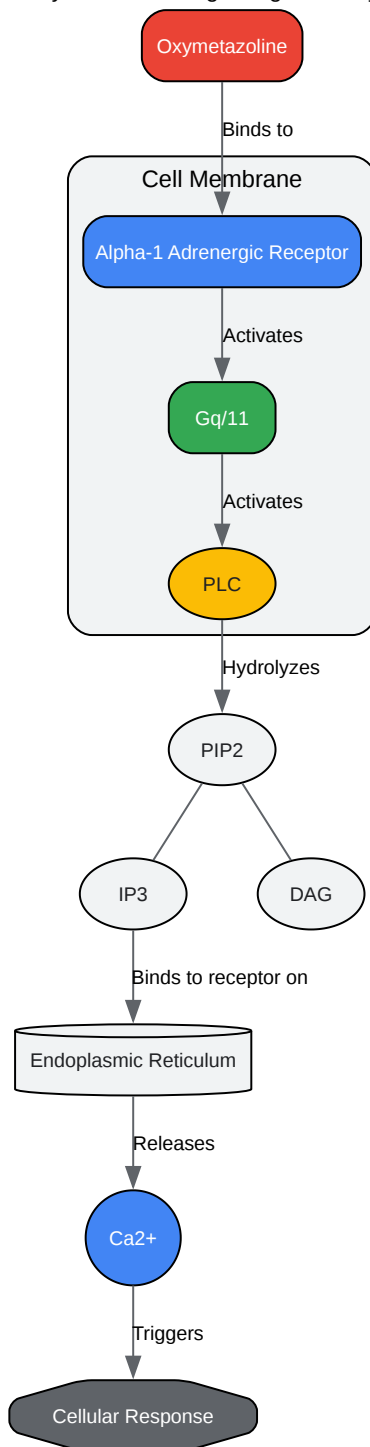 Oxymetazoline
Binds to
Cell Membrane
Alpha-1 Adrenergic Receptor
Activates
Gq/11
Activates
PLC
Hydrolyzes
PIP2
IP3
DAG
Binds to receptor on
Endoplasmic Reticulum
Releases
Ca2+
Triggers
Cellular Response